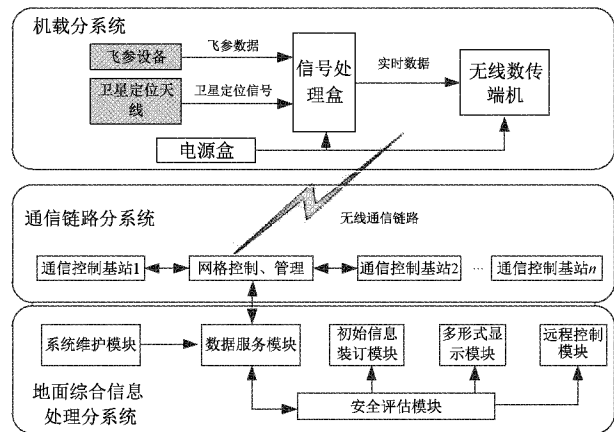 机载分系统
飞参设备
飞参数据
卫星定位天
线
卫星定位信号
信号处
理盒
实时数据
无线数传
端机
电源盒
通信链路分系统
无线通信链路
通信控制基站1
网格控制、管理
通信控制基站2
···
通信控制基站n
系统维护模块
数据服务模块
初始信息
装订模块
多形式显
示模块
远程控制
模块
地面综合信息
处理分系统
安全评估模块